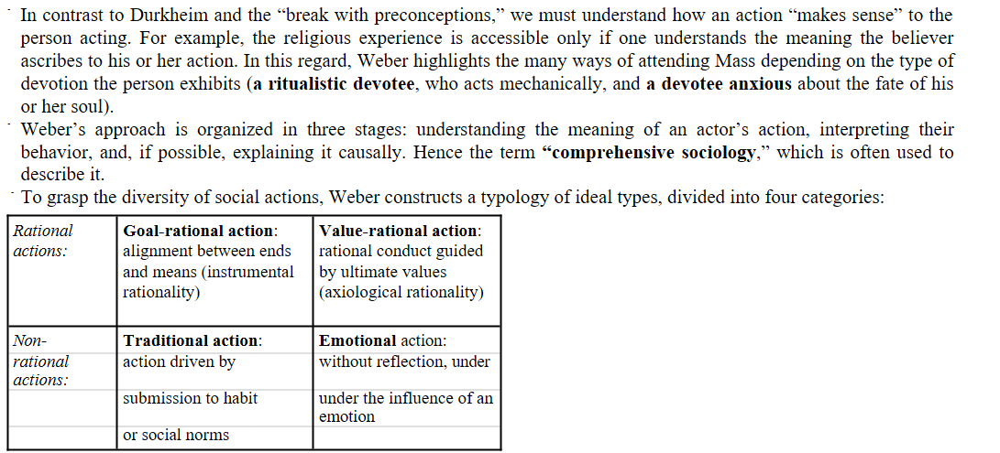 - In contrast to Durkheim and the “break with preconceptions,” we must understand how an action “makes sense” to the
person acting. For example, the religious experience is accessible only if one understands the meaning the believer
ascribes to his or her action. In this regard, Weber highlights the many ways of attending Mass depending on the type of
devotion the person exhibits (a ritualistic devotee, who acts mechanically, and a devotee anxious about the fate of his
or her soul).
- Weber’s approach is organized in three stages: understanding the meaning of an actor’s action, interpreting their
behavior, and, if possible, explaining it causally. Hence the term “comprehensive sociology,” which is often used to
describe it.
- To grasp the diversity of social actions, Weber constructs a typology of ideal types, divided into four categories:
Rational
actions:
Goal-rational action:
alignment between ends
and means (instrumental
rationality)
Value-rational action:
rational conduct guided
by ultimate values
(axiological rationality)
Non-
rational
actions:
Traditional action:
action driven by
submission to habit
or social norms
Emotional action:
without reflection, under
under the influence of an
emotion